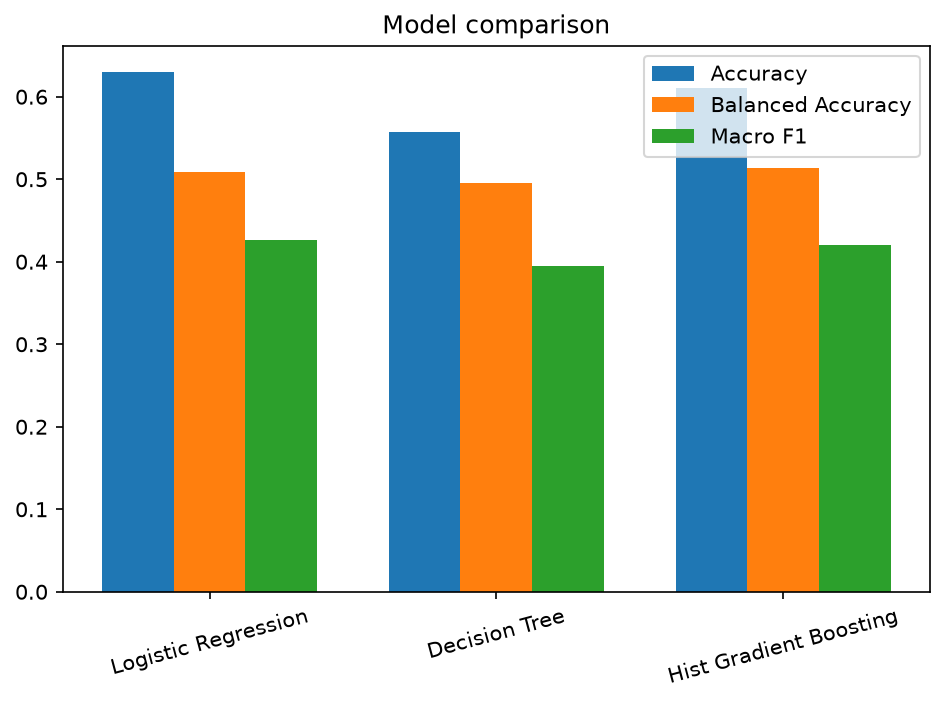 Model comparison
Accuracy
Balanced Accuracy
Macro F1
0.6
0.5
0.4
0.3
0.2
0.1
0.0
Logistic Regression
Decision Tree
Hist Gradient Boosting